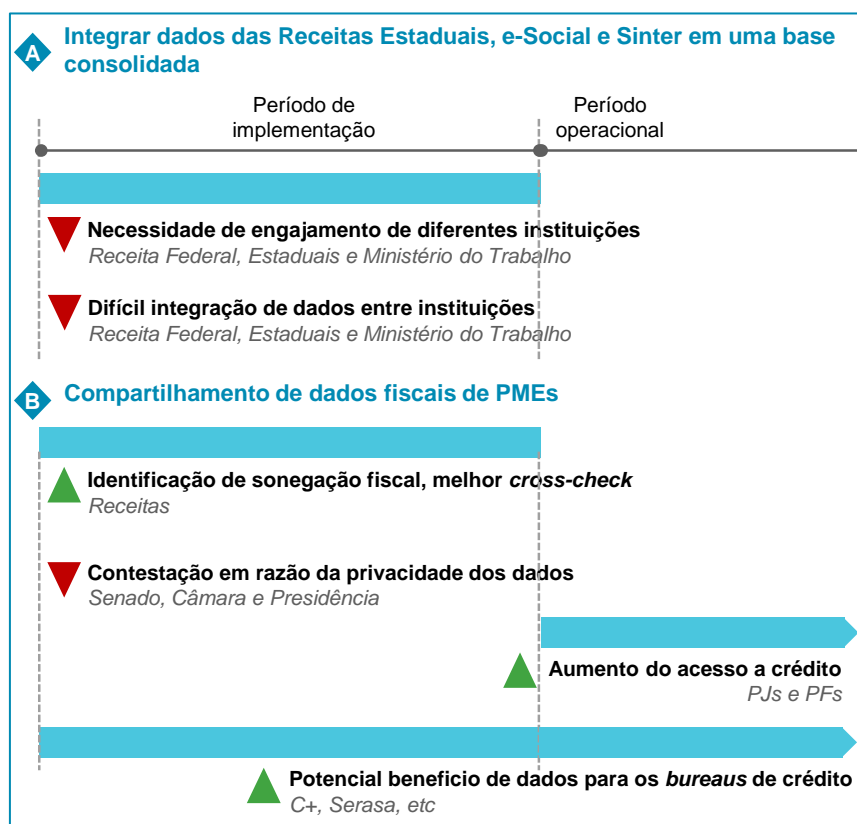 A
Integrar dados das Receitas Estaduais, e-Social e Sinter em uma base
consolidada
Período de
implementação
Período
operacional
Necessidade de engajamento de diferentes instituições
Receita Federal, Estaduais e Ministério do Trabalho
Difícil integração de dados entre instituições
Receita Federal, Estaduais e Ministério do Trabalho
B
Compartilhamento de dados fiscais de PMEs
Identificação de sonegação fiscal, melhor cross-check
Receitas
Contestação em razão da privacidade dos dados
Senado, Câmara e Presidência
Aumento do acesso a crédito
PJs e PFs
Potencial beneficio de dados para os bureaus de crédito
C+, Serasa, etc